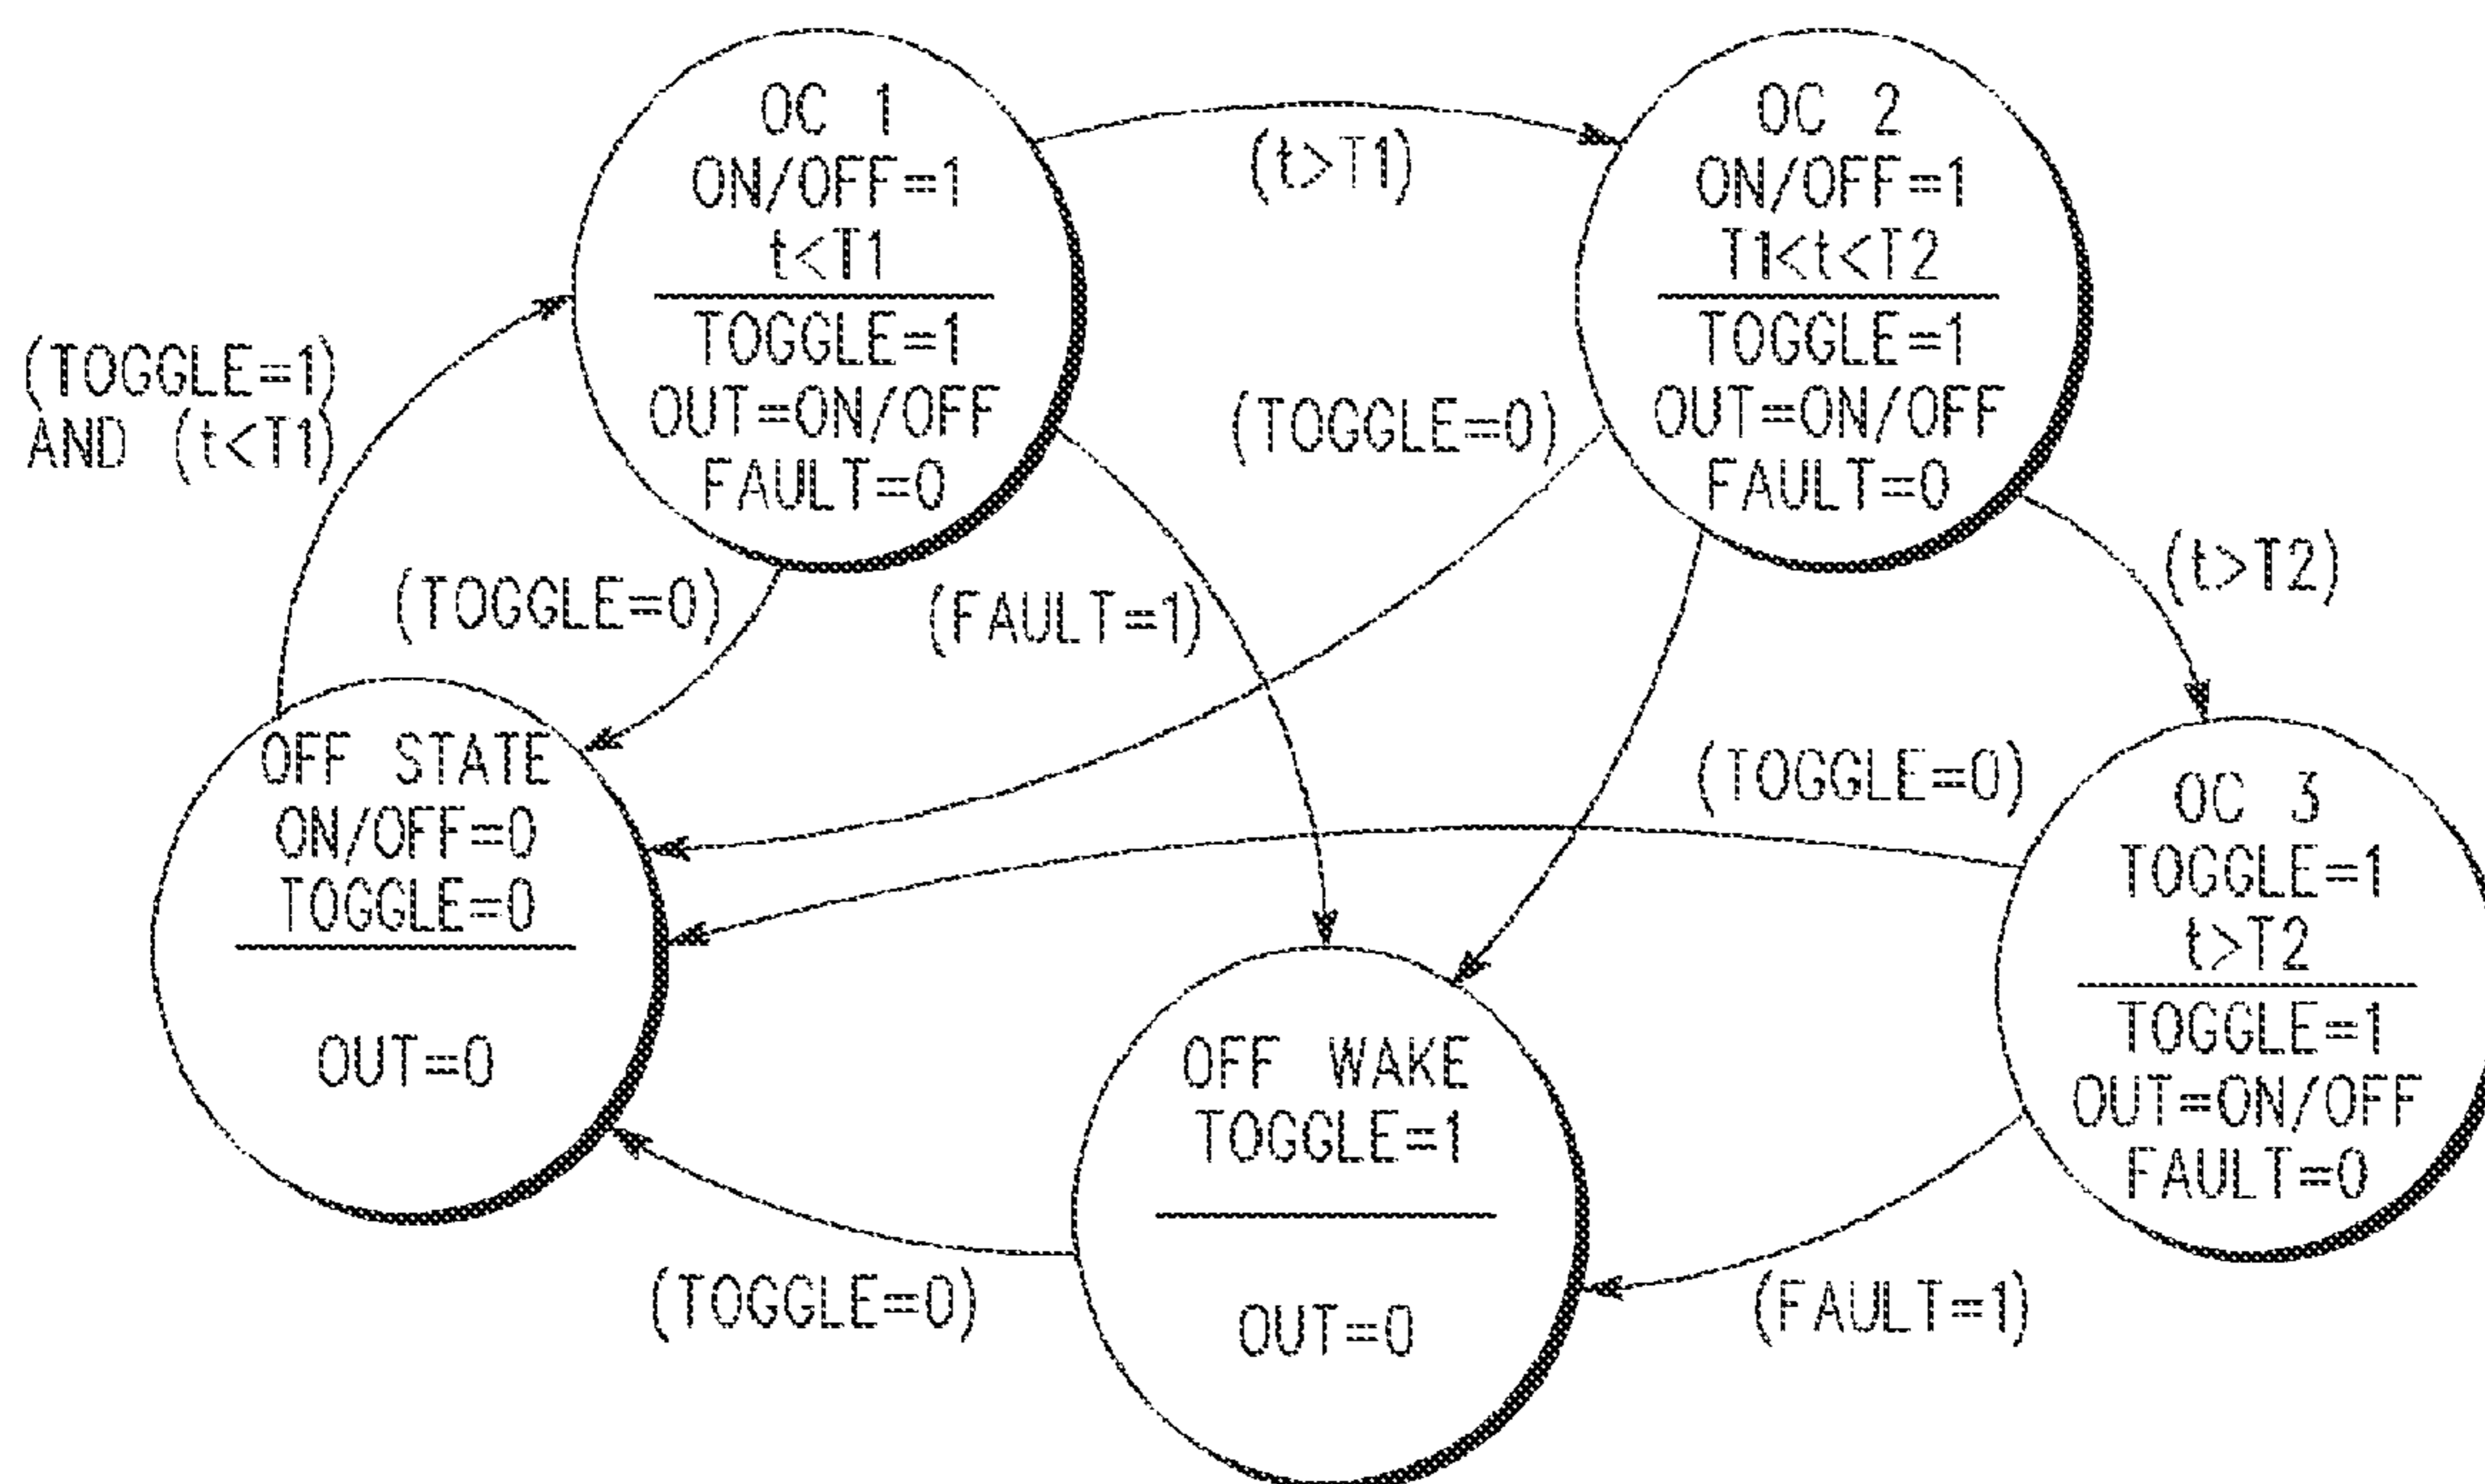 OC 1
ON/OFF=1
t<T1
TOGGLE=1
OUT=ON/OFF
FAULT=0
(t>T1)
OC 2
ON/OFF=1
T1<t<T2
TOGGLE=1
OUT=ON/OFF
FAULT=0
(TOGGLE=1)
AND (t<T1)
(TOGGLE=0)
(TOGGLE=0)
(FAULT=1)
(t>T2)
OFF STATE
ON/OFF=0
TOGGLE=0
OUT=0
(TOGGLE=0)
OC 3
TOGGLE=1
t>T2
TOGGLE=1
OUT=ON/OFF
FAULT=0
OFF WAKE
TOGGLE=1
OUT=0
(TOGGLE=0)
(FAULT=1)